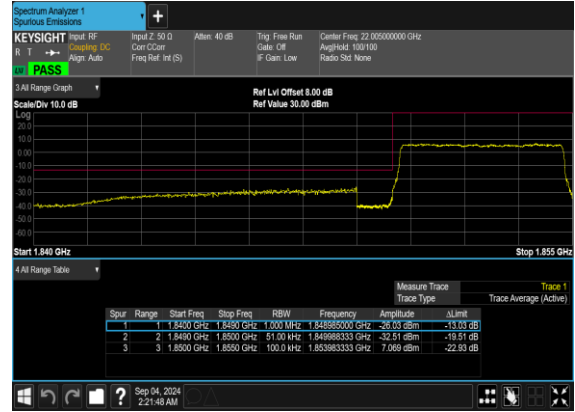 Spectrum Analyzer 1
Spurious Emissions
KEYSIGHT Input: RF Input Z: 50 Ω Atten: 40 dB Trig: Free Run Center Freq: 22.005000000 GHz
R T Coupling: DC Corr CCorr Gate: Off Avg|Hold: 100/100
Align: Auto Freq Ref: Int (S) IF Gain: Low Radio Std: None
PASS
3 All Range Graph
Ref Lvl Offset 8.00 dB
Scale/Div 10.0 dB Ref Value 30.00 dBm
Log
20.0
10.0
0.00
-10.0
-20.0
-30.0
-40.0
-50.0
-60.0
Start 1.840 GHz Stop 1.855 GHz
4 All Range Table
Measure Trace Trace 1
Trace Type Trace Average (Active)
Spur Range Start Freq Stop Freq RBW Frequency Amplitude ΔLimit
1 1 1.8400 GHz 1.8490 GHz 1.000 MHz 1.848985000 GHz -26.03 dBm -13.03 dB
2 2 1.8490 GHz 1.8500 GHz 51.00 kHz 1.849988333 GHz -32.51 dBm -19.51 dB
3 3 1.8500 GHz 1.8550 GHz 100.0 kHz 1.853983333 GHz 7.069 dBm -22.93 dB
Sep 04, 2024
2:21:48 AM